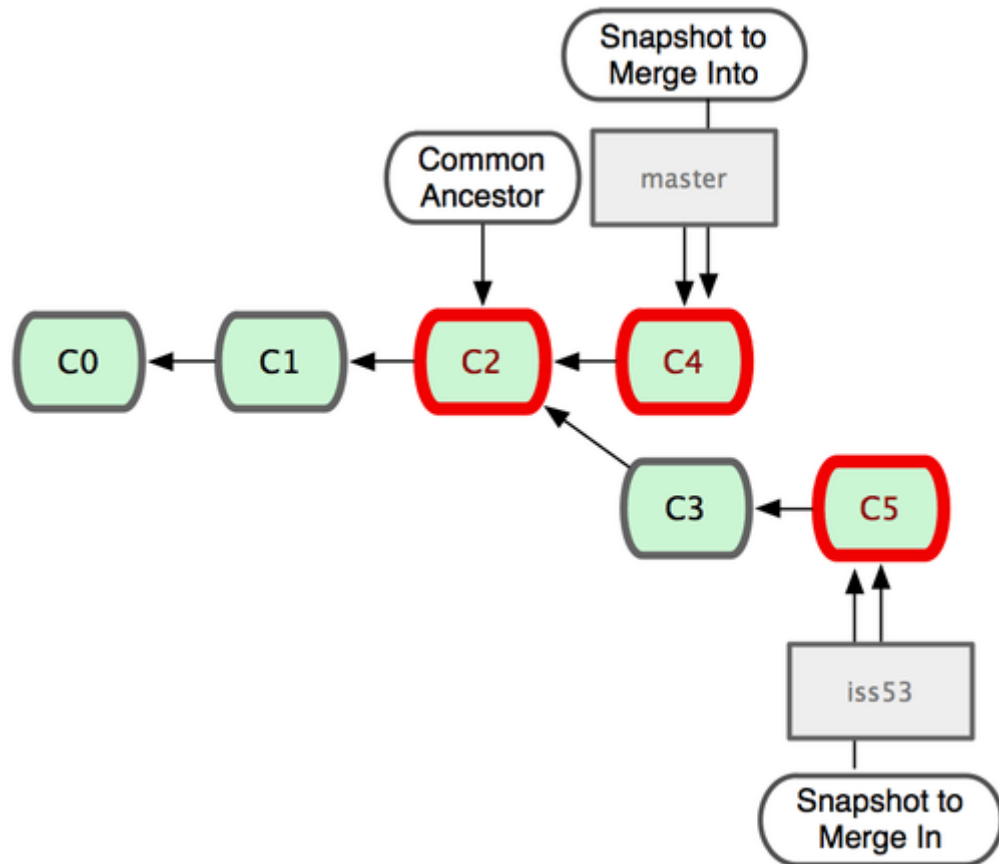 Snapshot to
Merge Into
Common
Ancestor
master
C0
C1
C2
C4
C3
C5
iss53
Snapshot to
Merge In